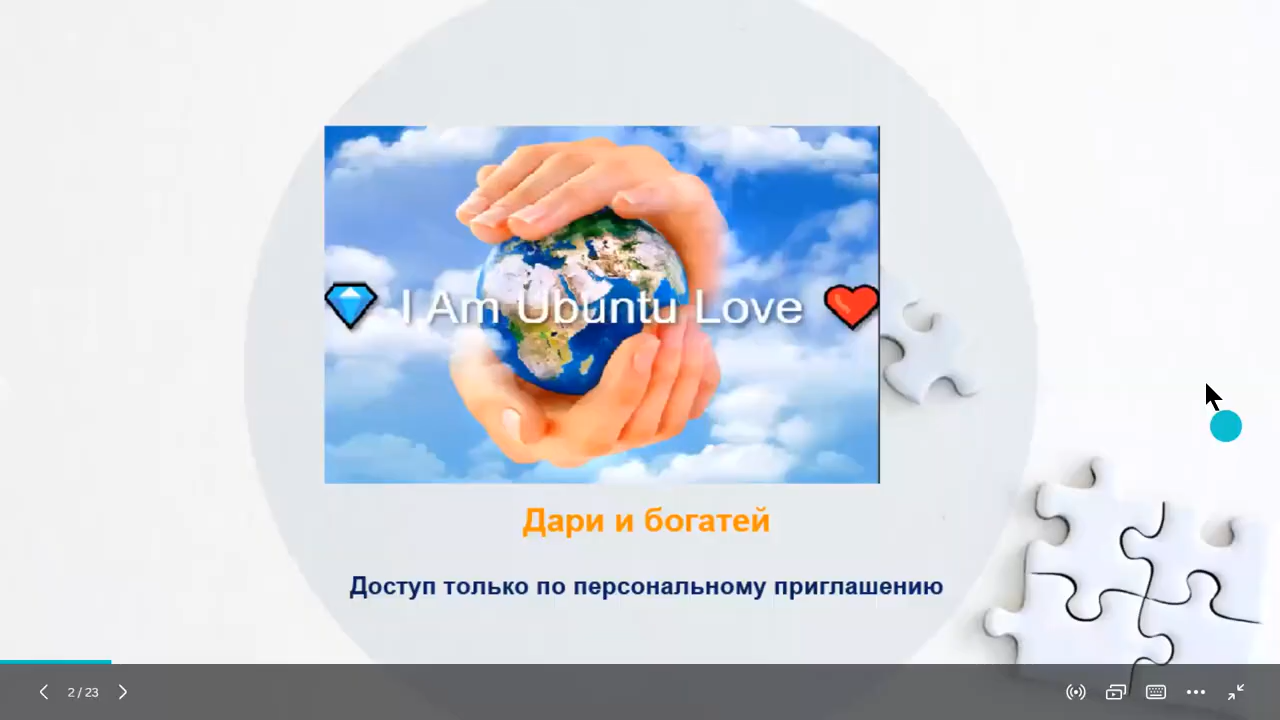 I Am Ubuntu Love
Дари и богатей
Доступ только по персональному приглашению
2 / 23